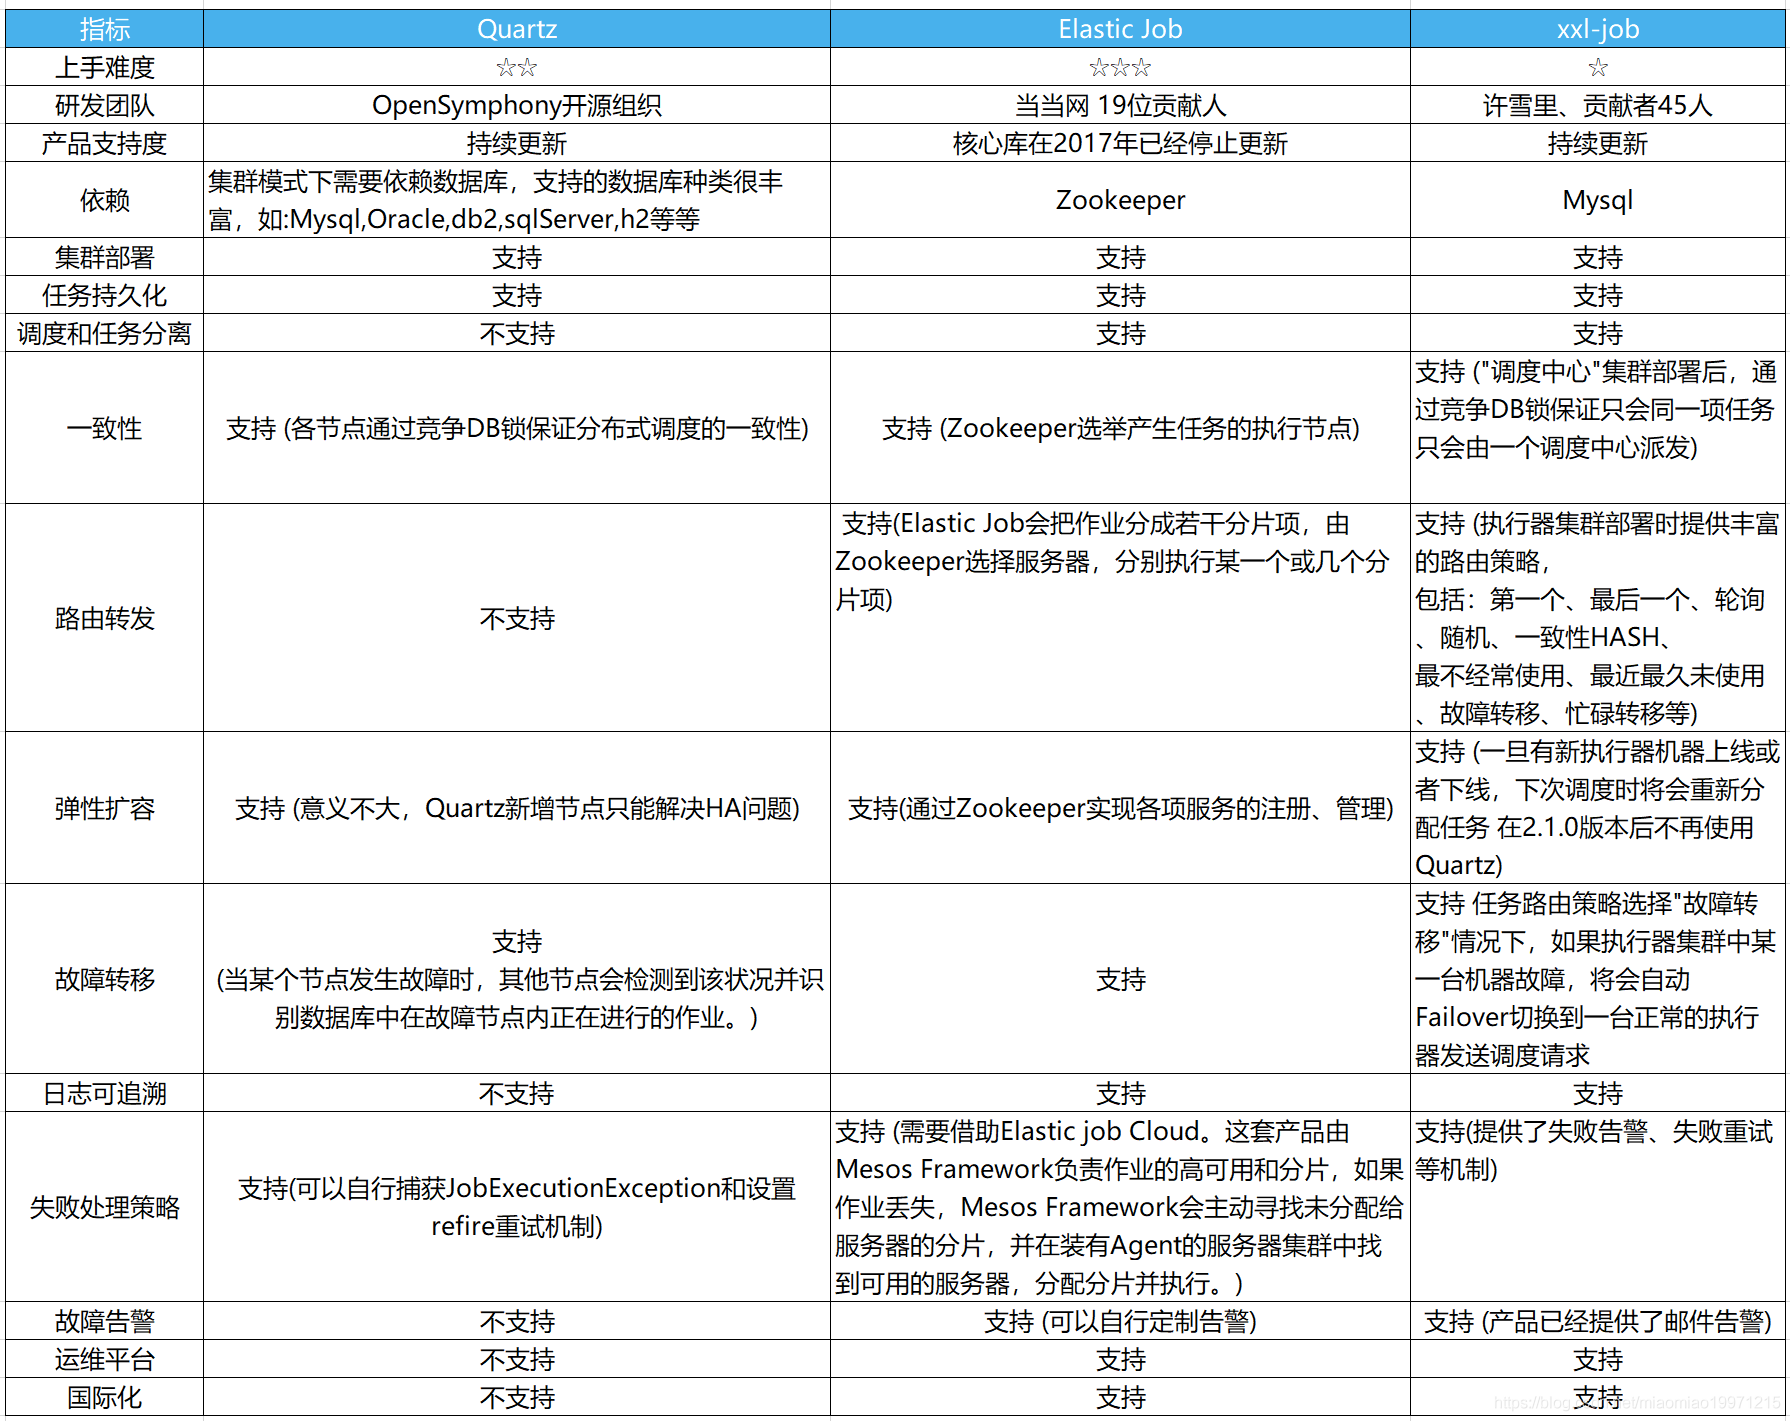 指标 Quartz Elastic Job xxl-job
上手难度 ☆☆ ☆☆☆ ☆
研发团队 OpenSymphony开源组织 当当网 19位贡献人 许雪里、贡献者45人
产品支持度 持续更新 核心库在2017年已经停止更新 持续更新
依赖
集群模式下需要依赖数据库，支持的数据库种类很丰
富，如:Mysql,Oracle,db2,sqlServer,h2等等
Zookeeper
Mysql
集群部署 支持 支持 支持
任务持久化 支持 支持 支持
调度和任务分离 不支持 支持 支持
一致性
支持 (各节点通过竞争DB锁保证分布式调度的一致性)
支持 (Zookeeper选举产生任务的执行节点)
支持 ("调度中心"集群部署后，通
过竞争DB锁保证只会同一项任务
只会由一个调度中心派发)
路由转发
不支持
支持(Elastic Job会把作业分成若干分片项，由
Zookeeper选择服务器，分别执行某一个或几个分
片项)
支持 (执行器集群部署时提供丰富
的路由策略，
包括：第一个、最后一个、轮询
、随机、一致性HASH、
最不经常使用、最近最久未使用
、故障转移、忙碌转移等)
弹性扩容
支持 (意义不大，Quartz新增节点只能解决HA问题)
支持(通过Zookeeper实现各项服务的注册、管理)
支持 (一旦有新执行器机器上线或
者下线，下次调度时将会重新分
配任务 在2.1.0版本后不再使用
Quartz)
故障转移
支持
(当某个节点发生故障时，其他节点会检测到该状况并识
别数据库中在故障节点内正在进行的作业。)
支持
支持 任务路由策略选择"故障转
移"情况下，如果执行器集群中某
一台机器故障，将会自动
Failover切换到一台正常的执行
器发送调度请求
日志可追溯 不支持 支持 支持
失败处理策略
支持(可以自行捕获JobExecutionException和设置
refire重试机制)
支持 (需要借助Elastic job Cloud。这套产品由
Mesos Framework负责作业的高可用和分片，如果
作业丢失，Mesos Framework会主动寻找未分配给
服务器的分片，并在装有Agent的服务器集群中找
到可用的服务器，分配分片并执行。)
支持(提供了失败告警、失败重试
等机制)
故障告警 不支持 支持 (可以自行定制告警) 支持 (产品已经提供了邮件告警)
运维平台 不支持 支持 支持
国际化 不支持 支持 支持